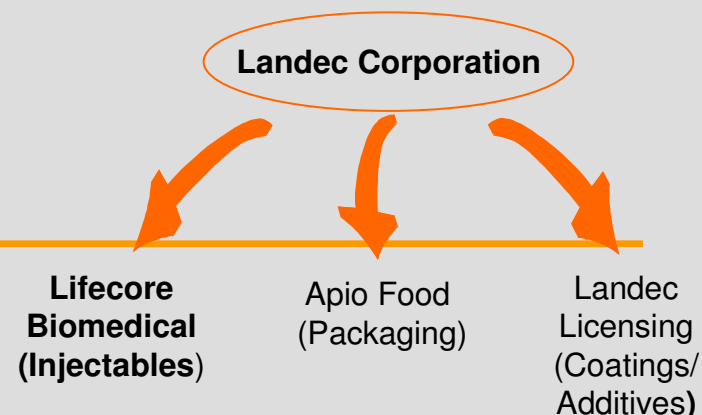 Landec Corporation
Lifecore
Biomedical
(Injectables)
Apio Food
(Packaging)
Landec
Licensing
(Coatings/
Additives)